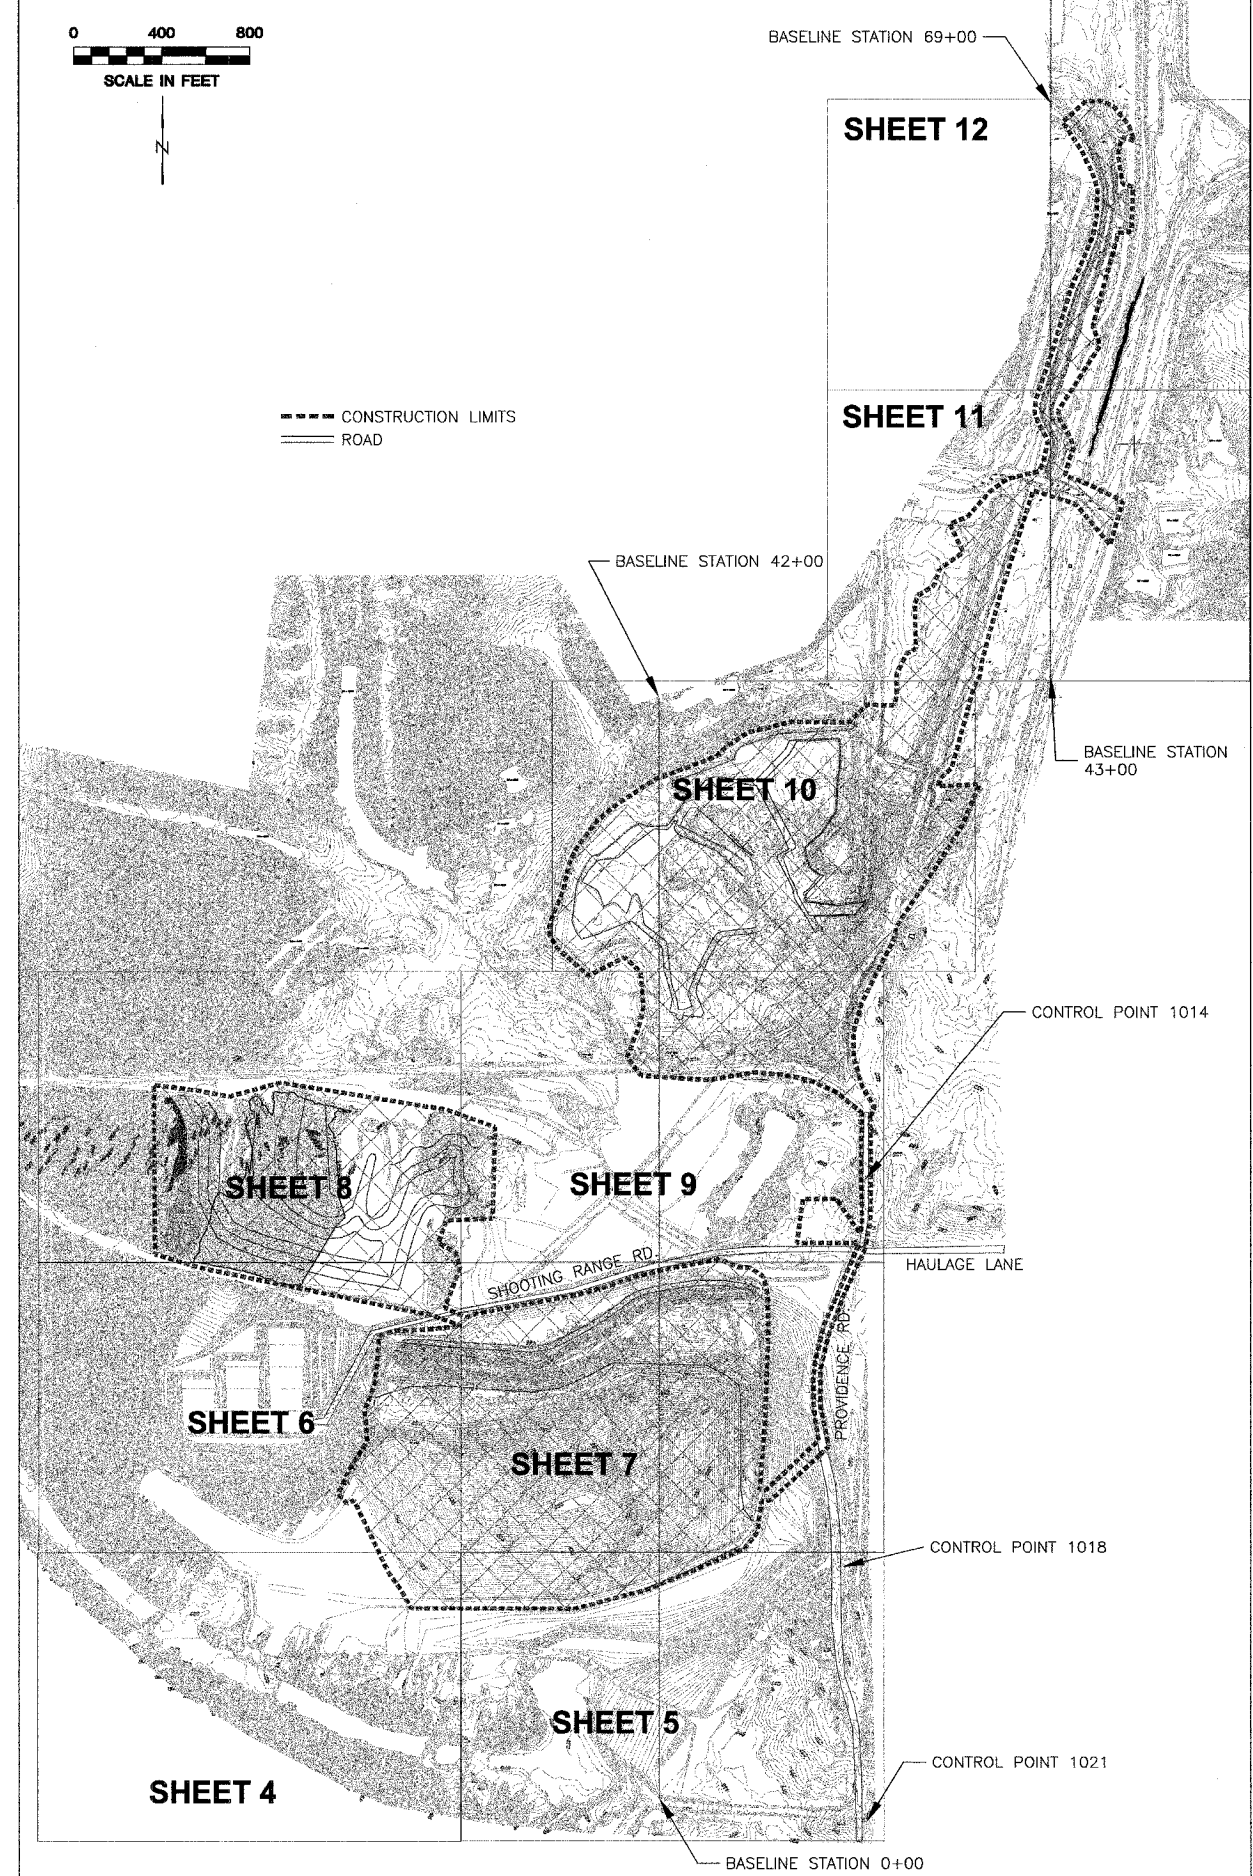 0 400 800
SCALE IN FEET
N
BASELINE STATION 69+00
SHEET 12
CONSTRUCTION LIMITS
ROAD
SHEET 11
BASELINE STATION 42+00
BASELINE STATION
43+00
SHEET 10
CONTROL POINT 1014
SHEET 8
SHEET 9
SHOOTING RANGE RD.
HAULAGE LANE
PROVIDENCE RD.
SHEET 6
SHEET 7
CONTROL POINT 1018
SHEET 5
CONTROL POINT 1021
SHEET 4
BASELINE STATION 0+00